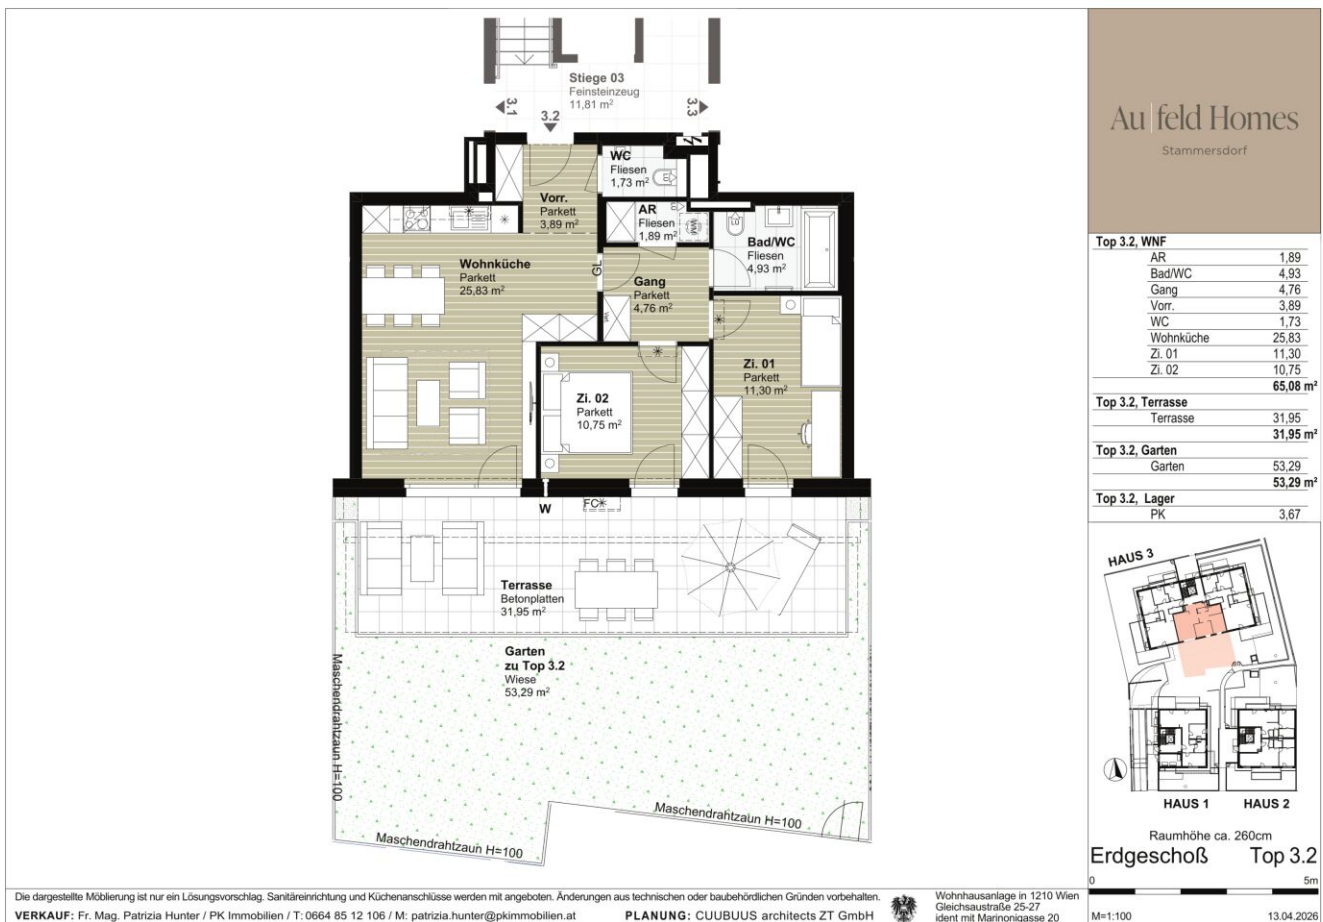 Stiege 03
Feinsteinzeug
11,81 m²
3.1
3.2
3.3
WC
Fliesen
1,73 m²
Vorr.
Parkett
3,89 m²
AR
Fliesen
1,89 m²
WM
Bad/WC
Fliesen
4,93 m²
Wohnküche
Parkett
25,83 m²
GL
Gang
Parkett
4,76 m²
Zi. 01
Parkett
11,30 m²
Zi. 02
Parkett
10,75 m²
W
FC
Terrasse
Betonplatten
31,95 m²
Garten
zu Top 3.2
Wiese
53,29 m²
Maschendrahtzaun H=100
Maschendrahtzaun H=100
Maschendrahtzaun H=100
Au feld Homes
Stammersdorf
Top 3.2, WNF
AR 1,89
Bad/WC 4,93
Gang 4,76
Vorr. 3,89
WC 1,73
Wohnküche 25,83
Zi. 01 11,30
Zi. 02 10,75
65,08 m²
Top 3.2, Terrasse
Terrasse 31,95
31,95 m²
Top 3.2, Garten
Garten 53,29
53,29 m²
Top 3.2, Lager
PK 3,67
HAUS 3
HAUS 1 HAUS 2
Raumhöhe ca. 260cm
Erdgeschoß Top 3.2
0 5m
M=1:100 13.04.2026
Die dargestellte Möblierung ist nur ein Lösungsvorschlag. Sanitäreinrichtung und Küchenanschlüsse werden mit angeboten. Änderungen aus technischen oder baubehördlichen Gründen vorbehalten.
VERKAUF: Fr. Mag. Patrizia Hunter / PK Immobilien / T: 0664 85 12 106 / M: patrizia.hunter@pkimmobilien.at
PLANUNG: CUUBUUS architects ZT GmbH
Wohnhausanlage in 1210 Wien
Gleichsaustraße 25-27
ident mit Marinonigasse 20